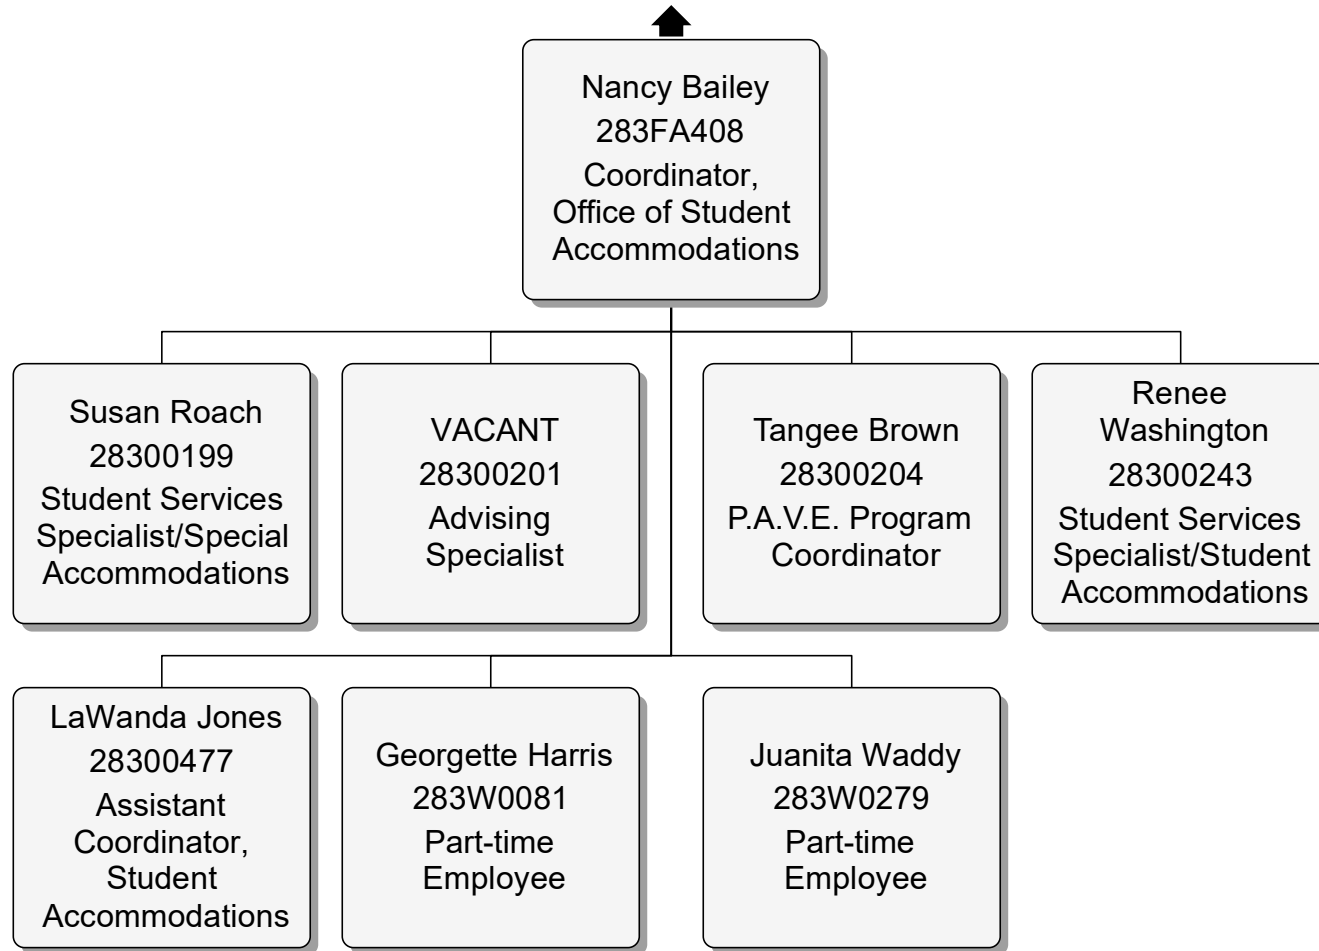 Nancy Bailey
283FA408
Coordinator,
Office of Student
Accommodations
Susan Roach
28300199
Student Services
Specialist/Special
Accommodations
VACANT
28300201
Advising
Specialist
Tangee Brown
28300204
P.A.V.E. Program
Coordinator
Renee
Washington
28300243
Student Services
Specialist/Student
Accommodations
LaWanda Jones
28300477
Assistant
Coordinator,
Student
Accommodations
Georgette Harris
283W0081
Part-time
Employee
Juanita Waddy
283W0279
Part-time
Employee